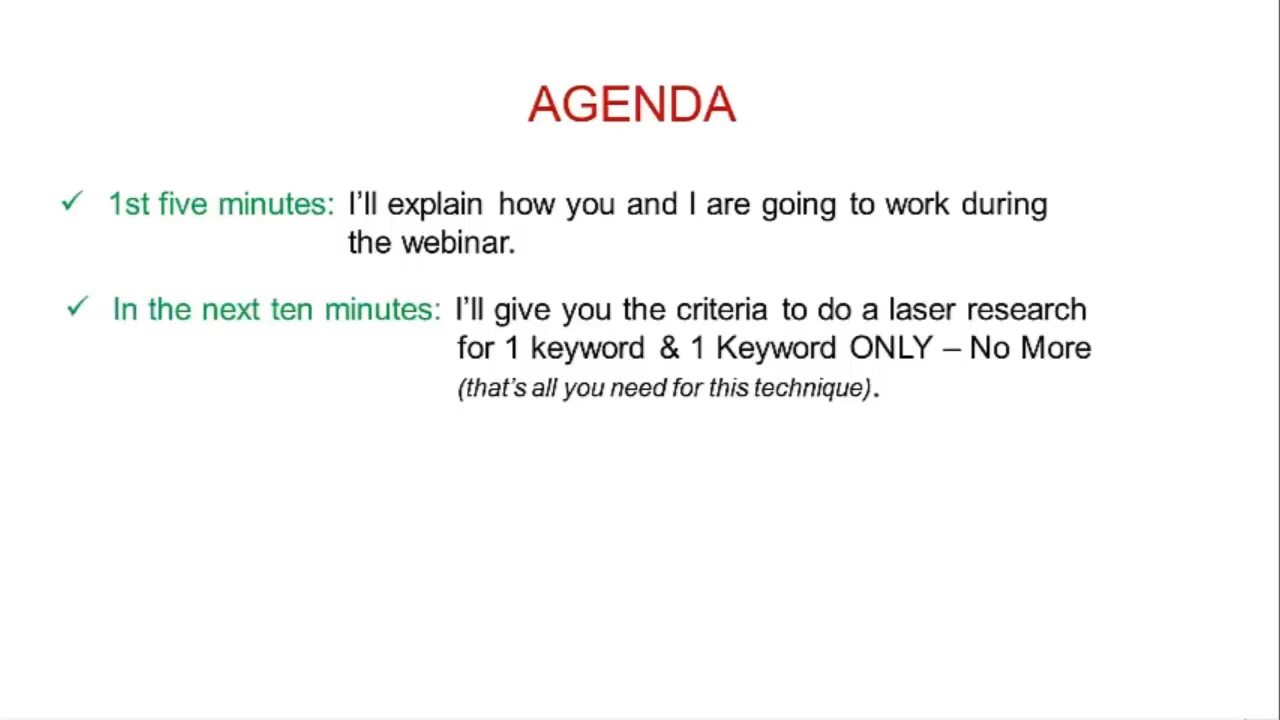 AGENDA
✓ 1st five minutes: I'll explain how you and I are going to work during
the webinar.
✓ In the next ten minutes: I'll give you the criteria to do a laser research
for 1 keyword & 1 Keyword ONLY – No More
(that's all you need for this technique).